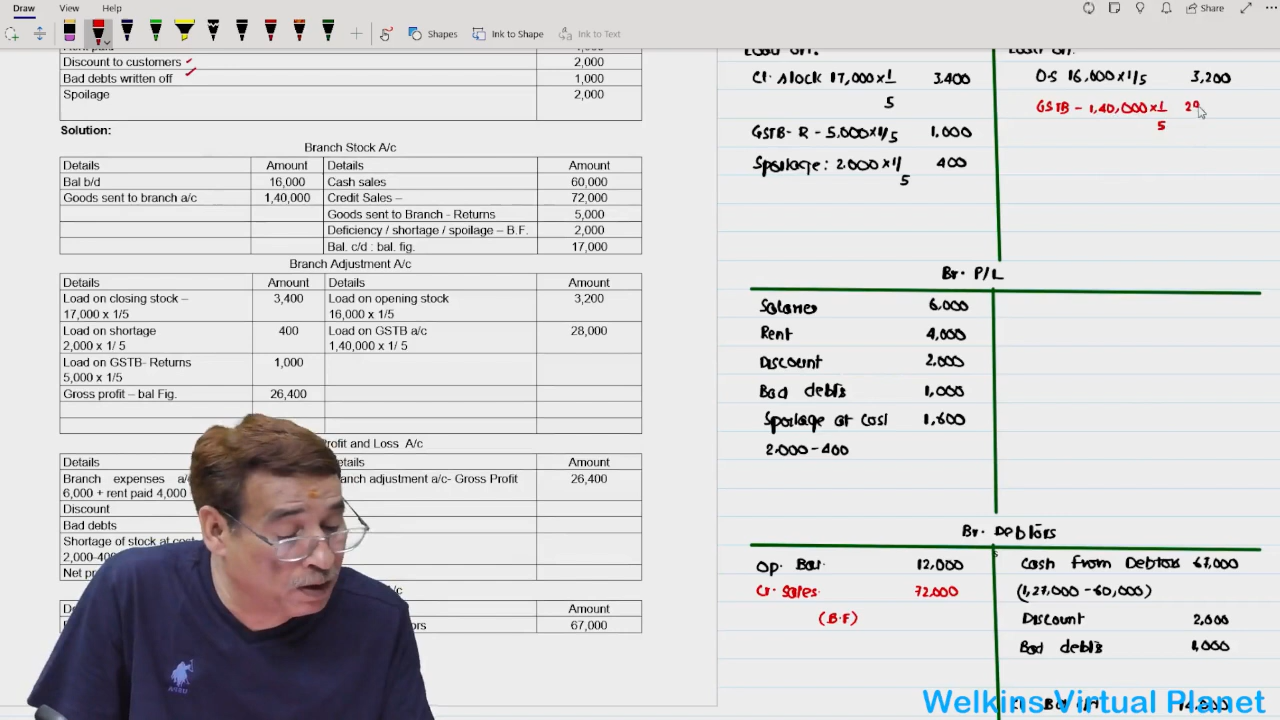 Draw View Help Share
Shapes Ink to Shape Ink to Text
Discount to customers 2,000
Bad debts written off 1,000
Spoilage 2,000
Solution:
Branch Stock A/c
Details Amount Details Amount
Bal b/d 16,000 Cash sales 60,000
Goods sent to branch a/c 1,40,000 Credit Sales – 72,000
Goods sent to Branch - Returns 5,000
Deficiency / shortage / spoilage – B.F. 2,000
Bal. c/d : bal. fig. 17,000
Branch Adjustment A/c
Details Amount Details Amount
Load on closing stock – 3,400 Load on opening stock 3,200
17,000 x 1/5 16,000 x 1/5
Load on shortage 400 Load on GSTB a/c 28,000
2,000 x 1/5 1,40,000 x 1/ 5
Load on GSTB- Returns 1,000
5,000 x 1/5
Gross profit – bal Fig. 26,400
Profit and Loss A/c
Details Amount
Branch expenses adjustment a/c- Gross Profit 26,400
6,000 + rent paid 4,000
Discount
Bad debts
Shortage of stock at
Net
Amount
67,000
Cl. stock 17,000 x 1/5 3,400
GSTB- R - 5,000 x 1/5 1,000
Spoilage: 2,000 x 1/5 400
O.S 16,000 x 1/5 3,200
GSTB - 1,40,000 x 1/5
Br. P/L
Salaries 6,000
Rent 4,000
Discount 2,000
Bad debts 1,000
Spoilage at cost 1,600
2,000 - 400
Br. Debtors
Op. Bal. 12,000 Cash from Debtors 67,000
Cr. Sales 72,000 (1,27,000 - 60,000)
(B.F) Discount 2,000
Bad debts 1,000
14,000
ASSU
Welkins Virtual Planet